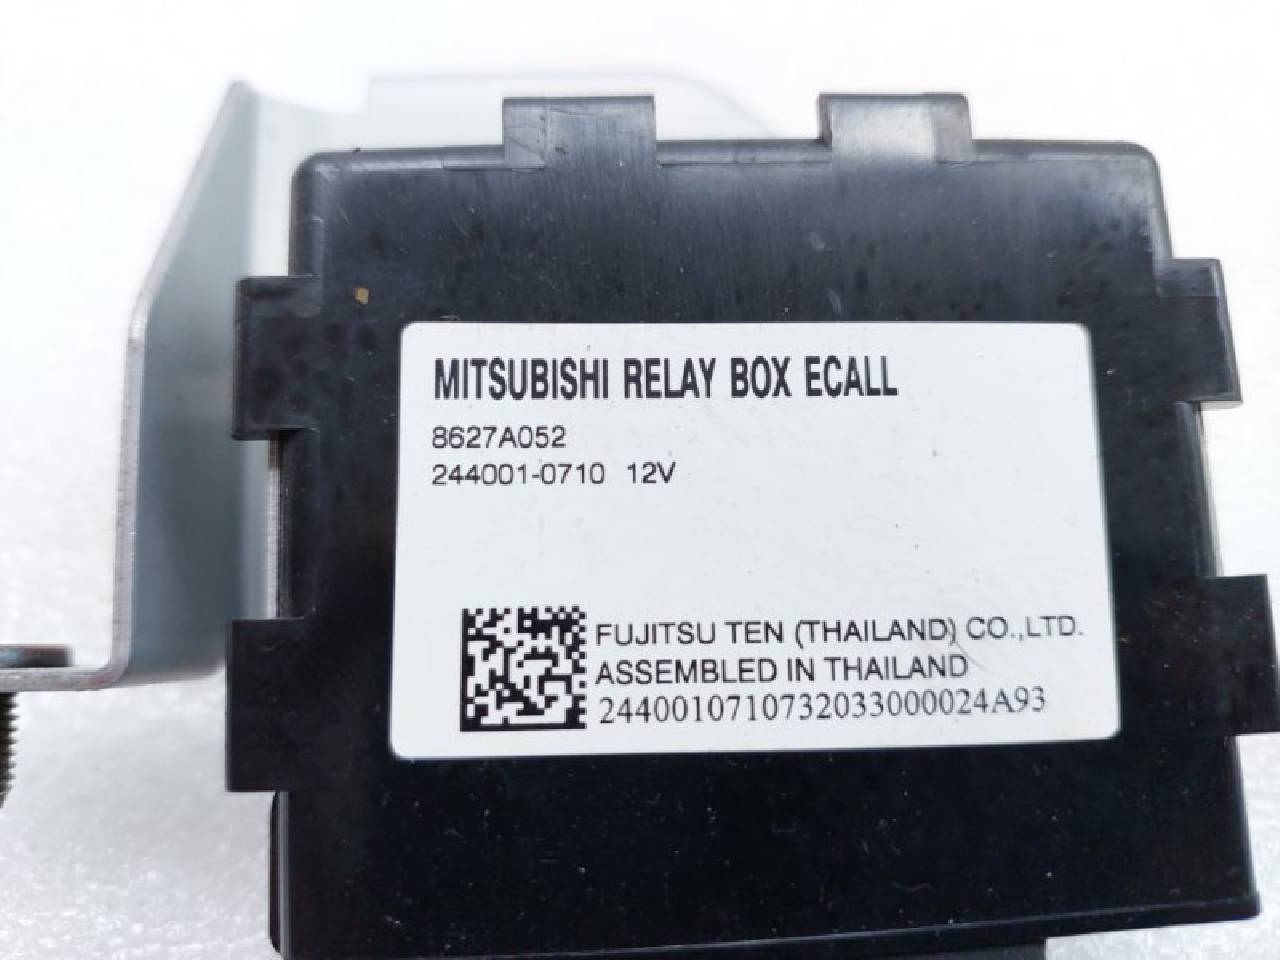 MITSUBISHI RELAY BOX ECALL
8627A052
244001-0710 12V
FUJITSU TEN (THAILAND) CO.,LTD.
ASSEMBLED IN THAILAND
2440010710732033000024A93